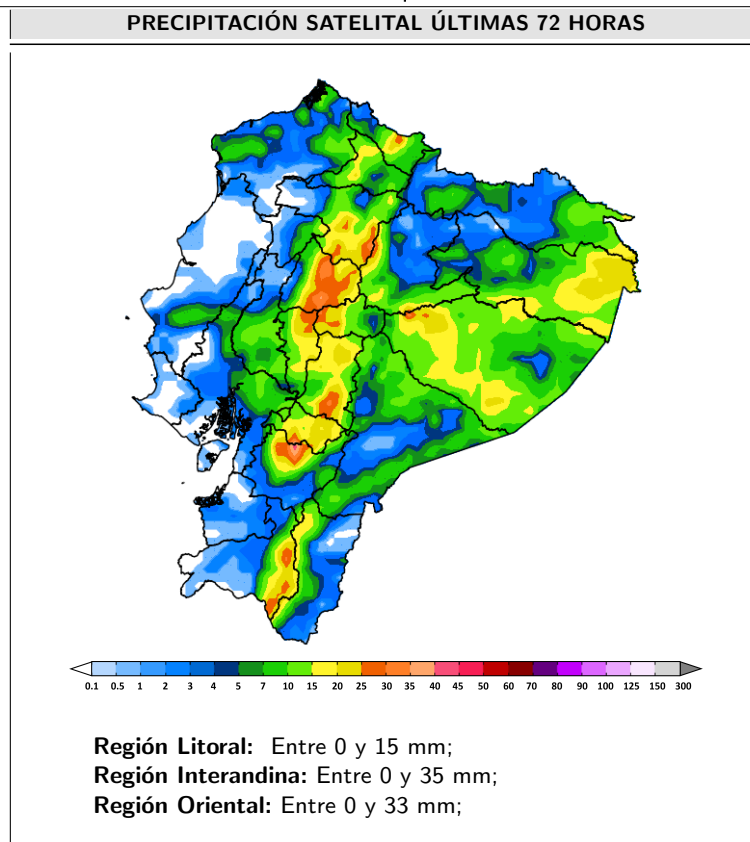 PRECIPITACIÓN SATELITAL ÚLTIMAS 72 HORAS
0.1 0.5 1 2 3 4 5 7 10 15 20 25 30 35 40 45 50 60 70 80 90 100 125 150 300
Región Litoral: Entre 0 y 15 mm;
Región Interandina: Entre 0 y 35 mm;
Región Oriental: Entre 0 y 33 mm;